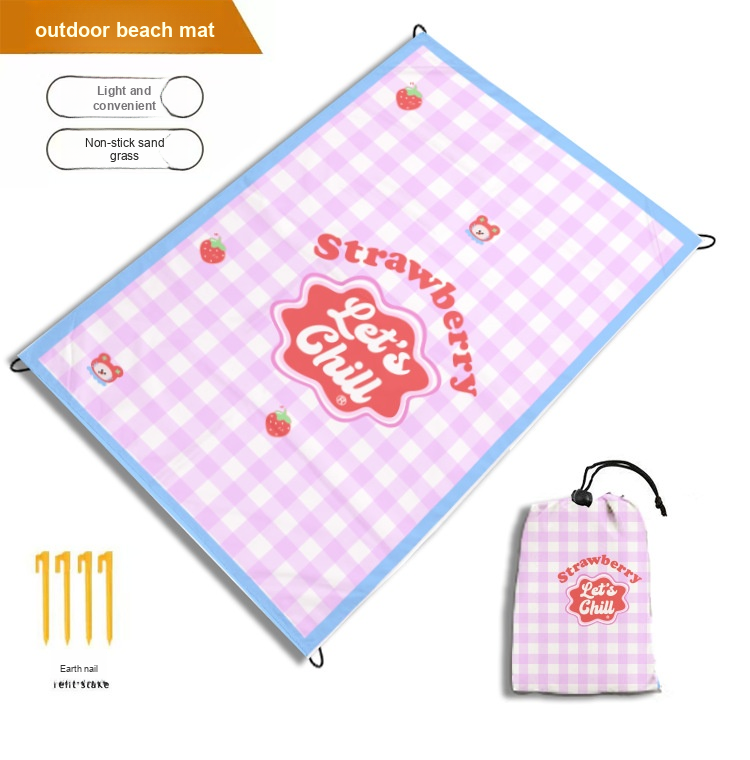 outdoor beach mat
Light and
convenient
Non-stick sand
grass
Strawberry
Let's
Chill
Strawberry
Let's
Chill
Earth nail